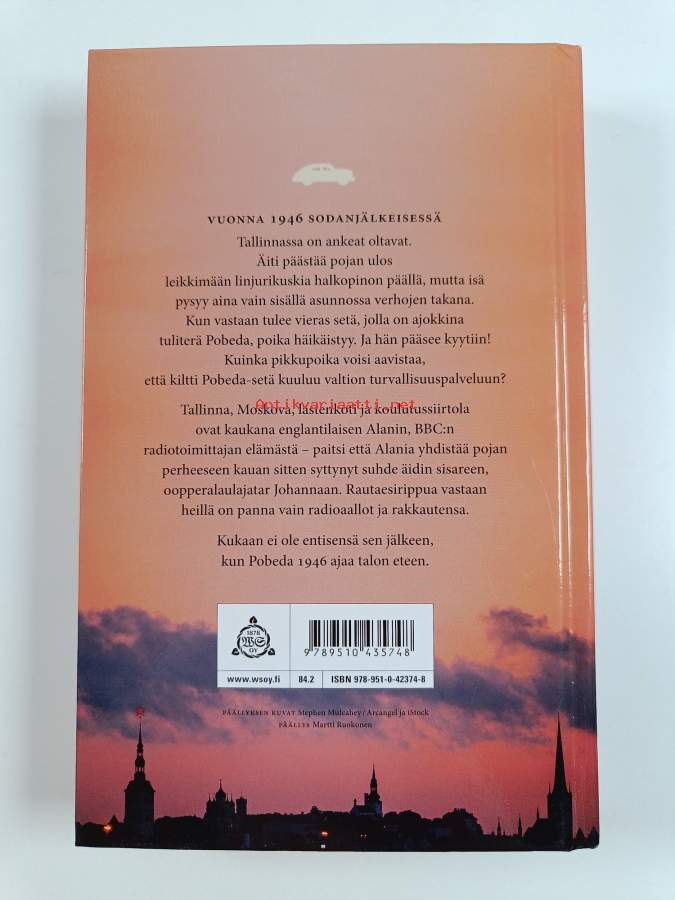 VUONNA 1946 SODANJÄLKEISESSÄ
Tallinnassa on ankeat oltavat.
Äiti päästää pojan ulos
leikkimään linjurikuskia halkopinon päällä, mutta isä
pysyy aina vain sisällä asunnossa verhojen takana.
Kun vastaan tulee vieras setä, jolla on ajokkina
tuliterä Pobeda, poika häikäistyy. Ja hän pääsee kyytiin!
Kuinka pikkupoika voisi aavistaa,
että kiltti Pobeda-setä kuuluu valtion turvallisuuspalveluun?
Antikvariaatti.net
Tallinna, Moskova, lastenkoti ja koulutussiirtola
ovat kaukana englantilaisen Alanin, BBC:n
radiotoimittajan elämästä – paitsi että Alania yhdistää pojan
perheeseen kauan sitten syttynyt suhde äidin sisareen,
oopperalaulajatar Johannaan. Rautaesirippua vastaan
heillä on panna vain radioaallot ja rakkautensa.
Kukaan ei ole entisensä sen jälkeen,
kun Pobeda 1946 ajaa talon eteen.
1878
WS
OY
9 789510 435748
www.wsoy.fi
84.2
ISBN 978-951-0-42374-8
PÄÄLLYKSEN KUVAT Stephen Mulcahey / Arcangel ja iStock
PÄÄLLYS Martti Ruokonen